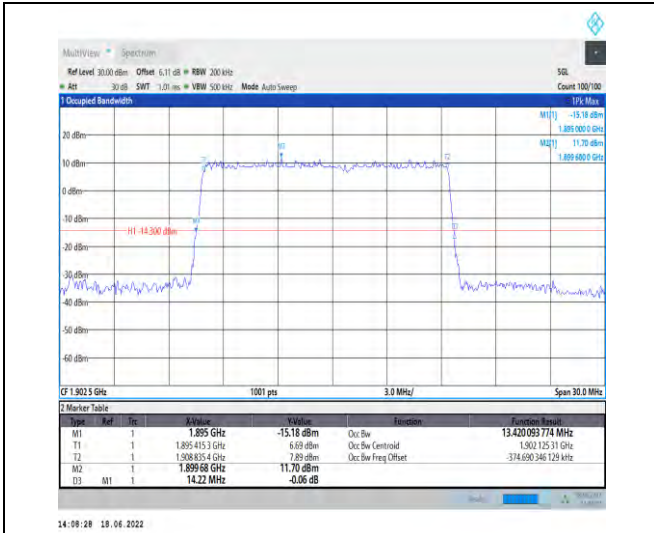 MultiView Spectrum
Ref Level 30.00 dBm Offset 6.11 dB RBW 200 kHz SGL
Att 30 dB SWT 1.01 ms VBW 500 kHz Mode Auto Sweep Count 100/100
1 Occupied Bandwidth 1Pk Max
M1[1] -15.18 dBm
1.895 000 0 GHz
M2[1] 11.70 dBm
1.899 680 0 GHz
20 dBm
M2
T1
T2
10 dBm
0 dBm
-10 dBm
M1
D3
H1 -14.300 dBm
-20 dBm
-30 dBm
-40 dBm
-50 dBm
-60 dBm
CF 1.902 5 GHz 1001 pts 3.0 MHz/ Span 30.0 MHz
2 Marker Table
Type Ref Trc X-Value Y-Value Function Function Result
M1 1 1.895 GHz -15.18 dBm Occ Bw 13.420 093 774 MHz
T1 1 1.895 415 3 GHz 6.69 dBm Occ Bw Centroid 1.902 125 31 GHz
T2 1 1.908 835 4 GHz 7.89 dBm Occ Bw Freq Offset -374.690 346 129 kHz
M2 1 1.899 68 GHz 11.70 dBm
D3 M1 1 14.22 MHz -0.06 dB
14:08:28 18.06.2022